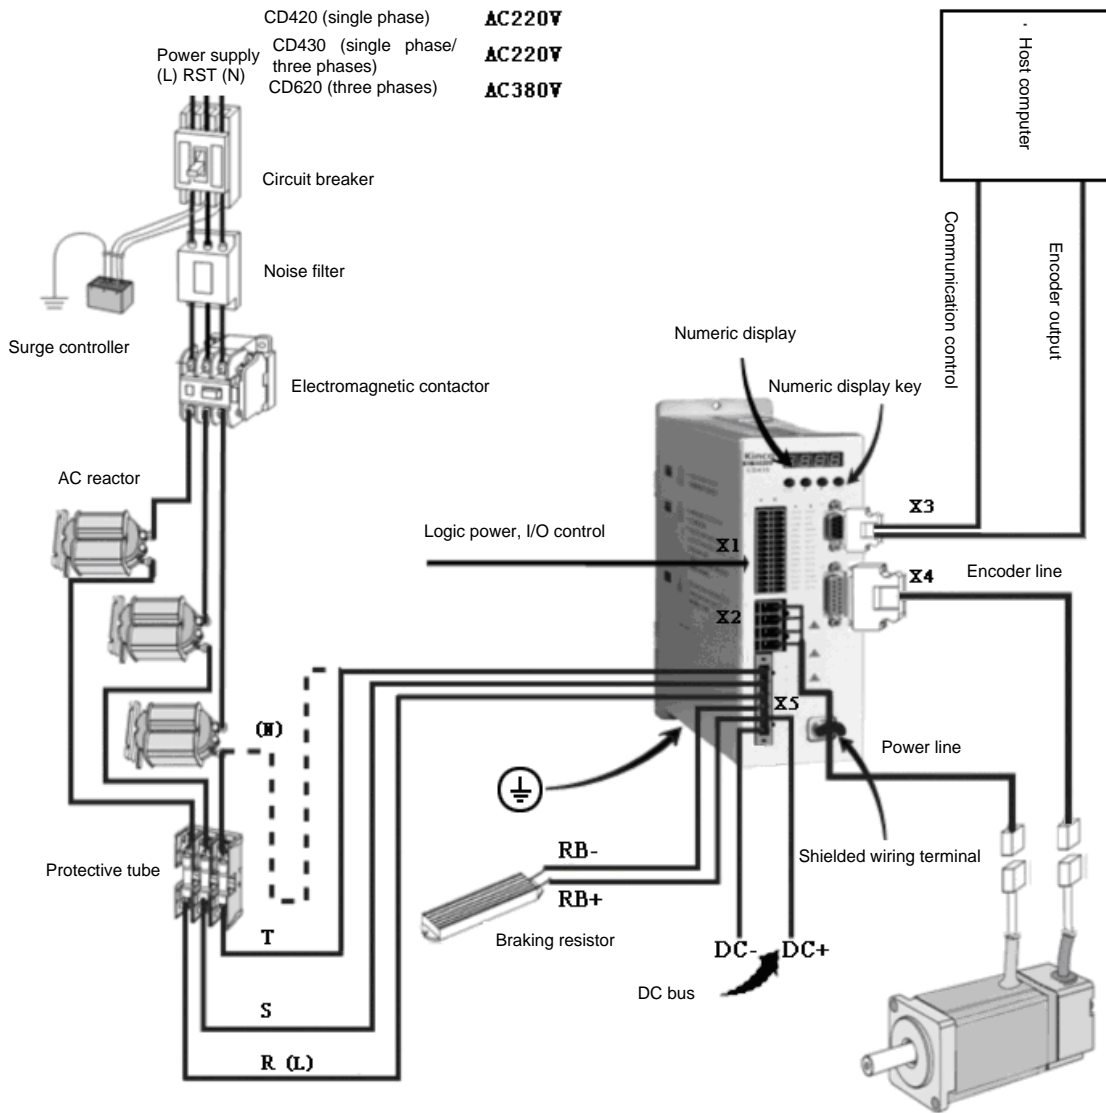 CD420 (single phase) AC220V
Power supply
(L) RST (N)
CD430 (single phase/
three phases)
AC220V
CD620 (three phases) AC380V
· Host computer
Circuit breaker
Communication control
Encoder output
Noise filter
Surge controller
Numeric display
Electromagnetic contactor
Numeric display key
AC reactor
Kinco
X3
Logic power, I/O control
X1
X4
Encoder line
X2
X5
(N)
Power line
RB-
Shielded wiring terminal
Protective tube
RB+
Braking resistor
T
DC- DC+
DC bus
S
R (L)